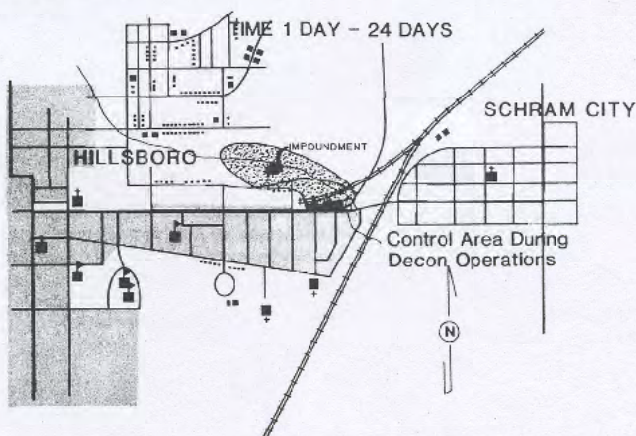 TIME 1 DAY - 24 DAYS
SCHRAM CITY
HILLSBORO
IMPOUNDMENT
Control Area During
Decon Operations
N